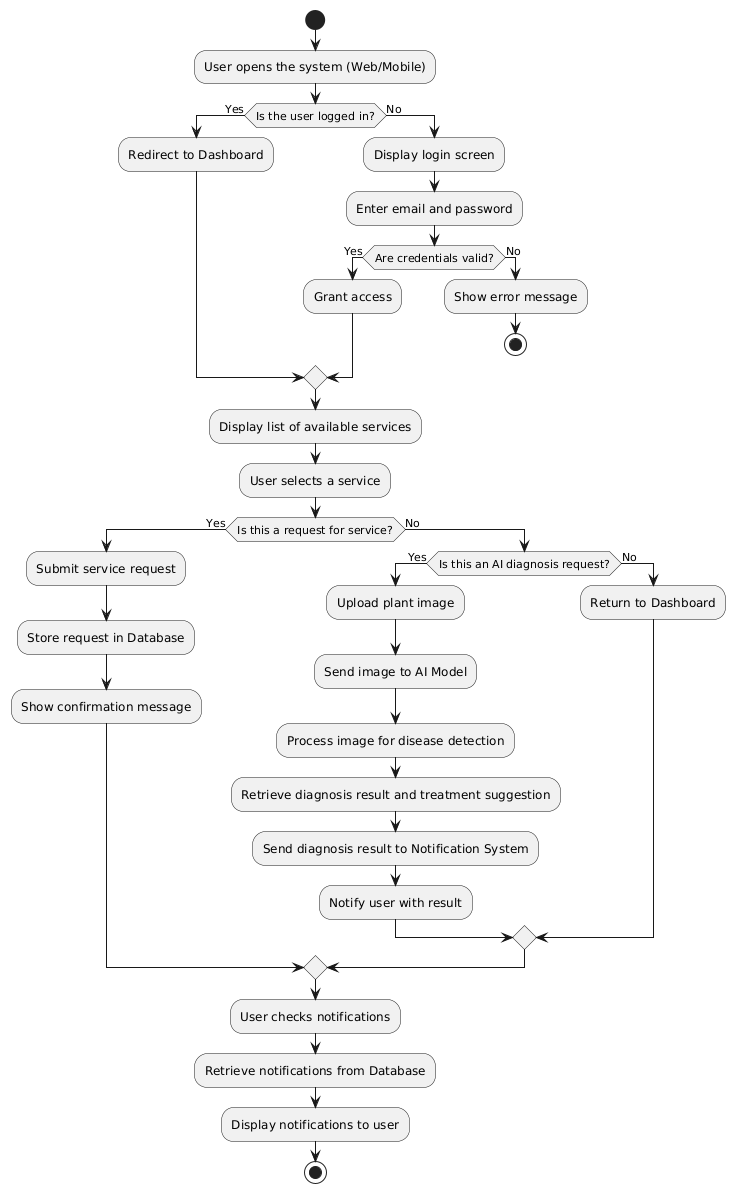 User opens the system (Web/Mobile)
Yes
Is the user logged in?
No
Redirect to Dashboard
Display login screen
Enter email and password
Yes
Are credentials valid?
No
Grant access
Show error message
Display list of available services
User selects a service
Yes
Is this a request for service?
No
Submit service request
Store request in Database
Show confirmation message
Yes
Is this an AI diagnosis request?
No
Upload plant image
Send image to AI Model
Process image for disease detection
Retrieve diagnosis result and treatment suggestion
Send diagnosis result to Notification System
Notify user with result
Return to Dashboard
User checks notifications
Retrieve notifications from Database
Display notifications to user